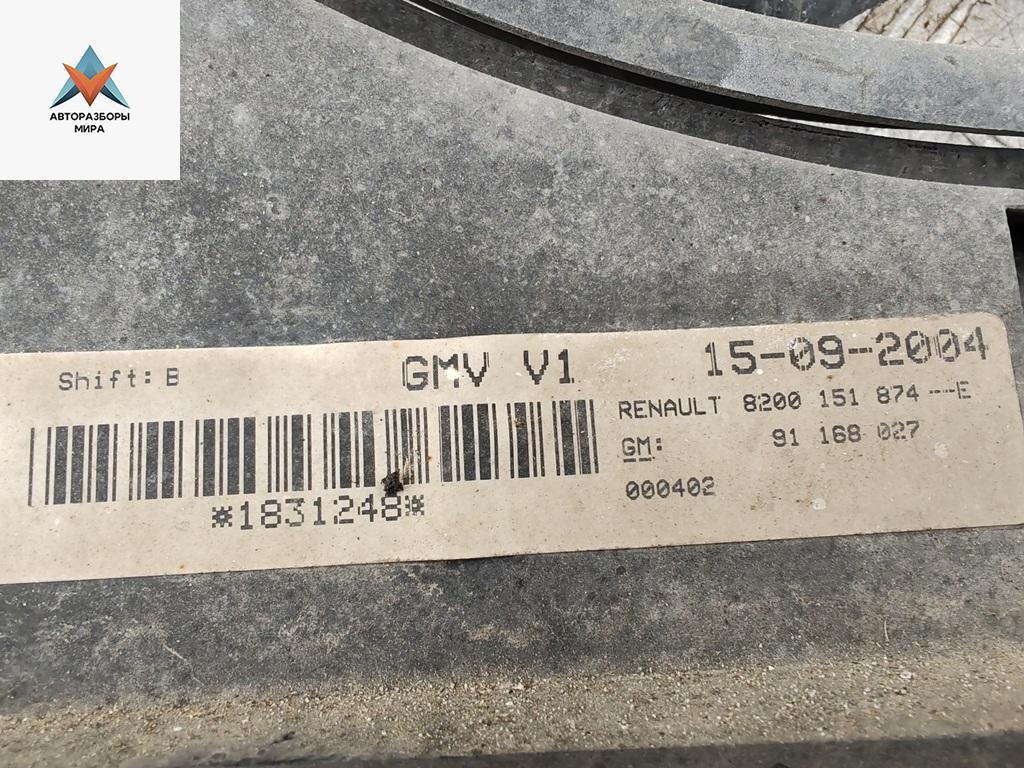 АВТОРАЗБОРЫ
МИРА
Shift: B
GMV V1
15-09-2004
RENAULT 8200 151 874 ---E
GM: 91 168 027
000402
*1831248*